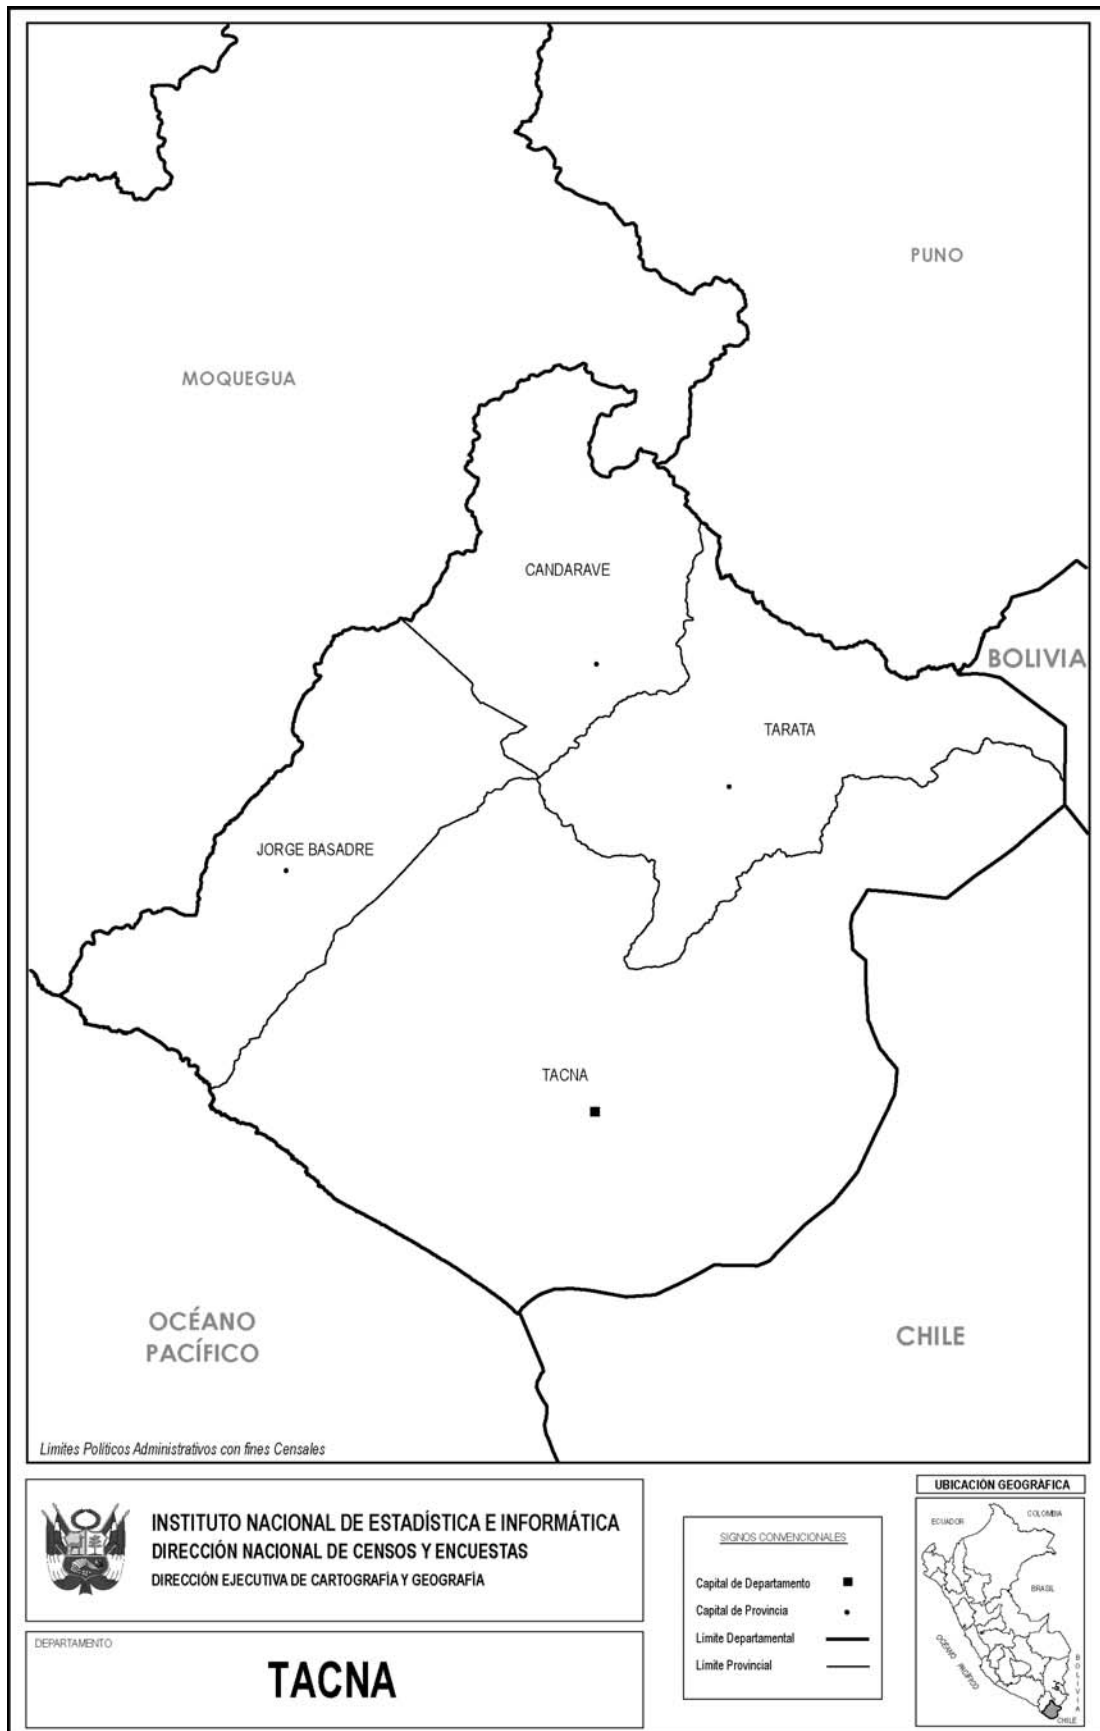 PUNO
MOQUEGUA
CANDARAVE
BOLIVIA
TARATA
JORGE BASADRE
TACNA
OCÉANO
PACÍFICO
CHILE
Límites Políticos Administrativos con fines Censales
INSTITUTO NACIONAL DE ESTADÍSTICA E INFORMÁTICA
DIRECCIÓN NACIONAL DE CENSOS Y ENCUESTAS
DIRECCIÓN EJECUTIVA DE CARTOGRAFÍA Y GEOGRAFÍA
DEPARTAMENTO
TACNA
SIGNOS CONVENCIONALES
Capital de Departamento
Capital de Provincia
Límite Departamental
Límite Provincial
UBICACIÓN GEOGRÀFICA
ECUADOR
COLOMBIA
BRASIL
OCÉANO PACÍFICO
BOLIVIA
CHILE